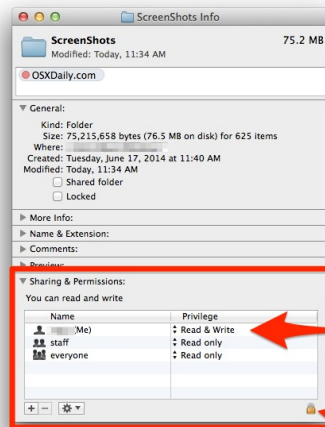 ScreenShots Info
ScreenShots 75.2 MB
Modified: Today, 11:34 AM
OSXDaily.com
General:
Kind: Folder
Size: 75,215,658 bytes (76.5 MB on disk) for 625 items
Where:
Created: Tuesday, June 17, 2014 at 11:40 AM
Modified: Today, 11:34 AM
Shared folder
Locked
More Info:
Name & Extension:
Comments:
Preview:
Sharing & Permissions:
You can read and write
Name Privilege
(Me) Read & Write
staff Read only
everyone Read only